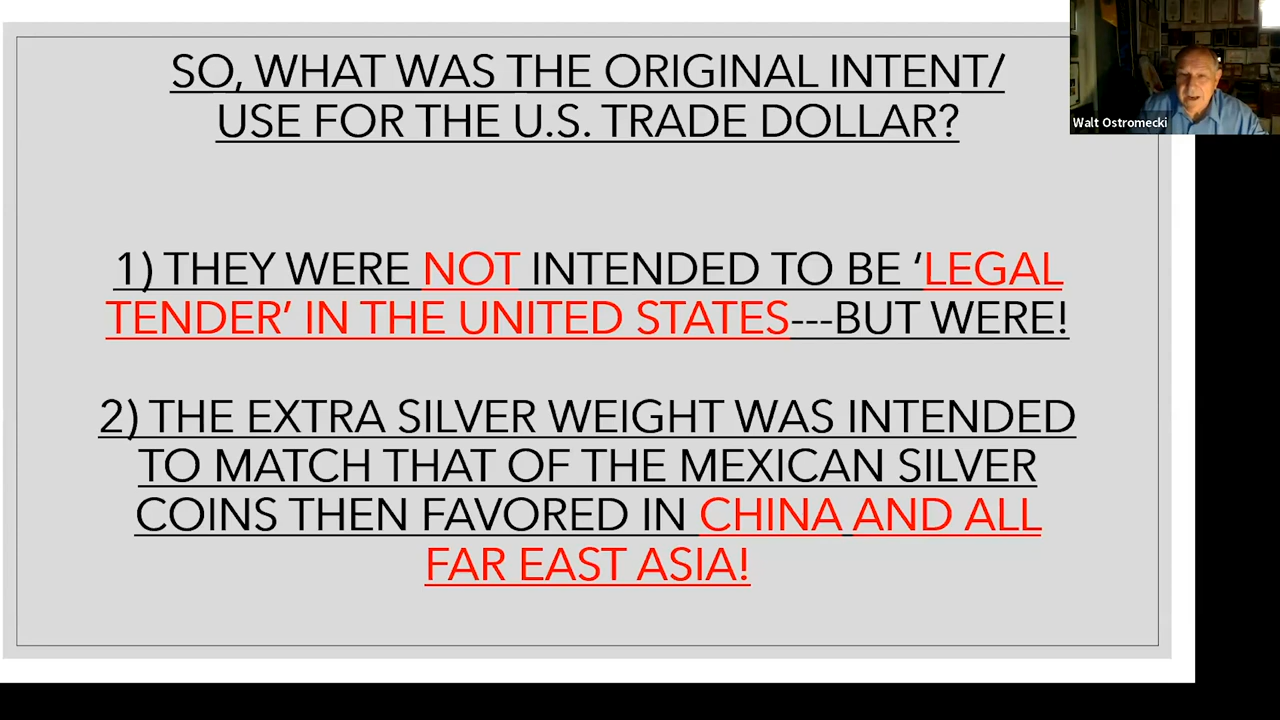 SO, WHAT WAS THE ORIGINAL INTENT/
USE FOR THE U.S. TRADE DOLLAR?
Walt Ostromecki
1) THEY WERE NOT INTENDED TO BE ‘LEGAL
TENDER’ IN THE UNITED STATES---BUT WERE!
2) THE EXTRA SILVER WEIGHT WAS INTENDED
TO MATCH THAT OF THE MEXICAN SILVER
COINS THEN FAVORED IN CHINA AND ALL
FAR EAST ASIA!